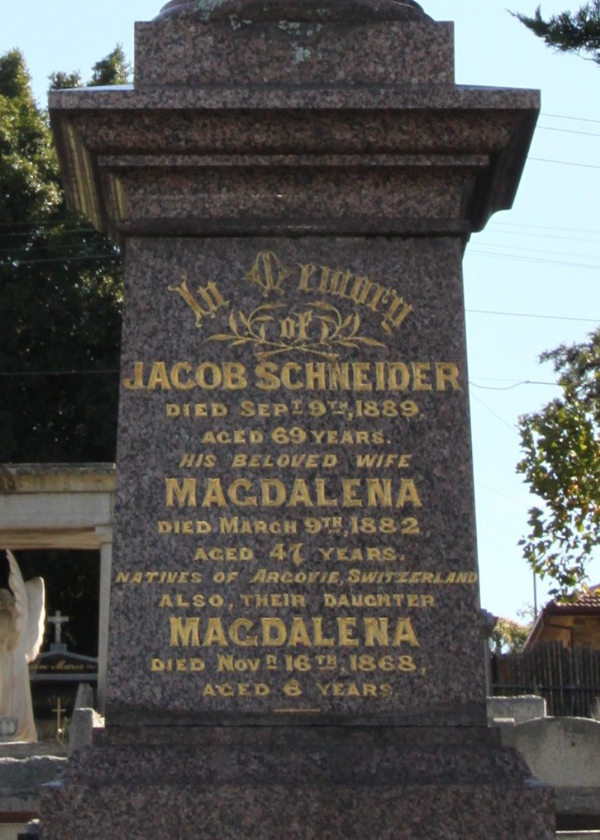 In Memory
of
JACOB SCHNEIDER
DIED SEPT. 9TH, 1889.
AGED 69 YEARS.
HIS BELOVED WIFE
MAGDALENA
DIED MARCH 9TH, 1882,
AGED 47 YEARS.
NATIVES OF ARGOVIE, SWITZERLAND
ALSO, THEIR DAUGHTER
MAGDALENA
DIED NOVR 16TH, 1868,
AGED 6 YEARS.